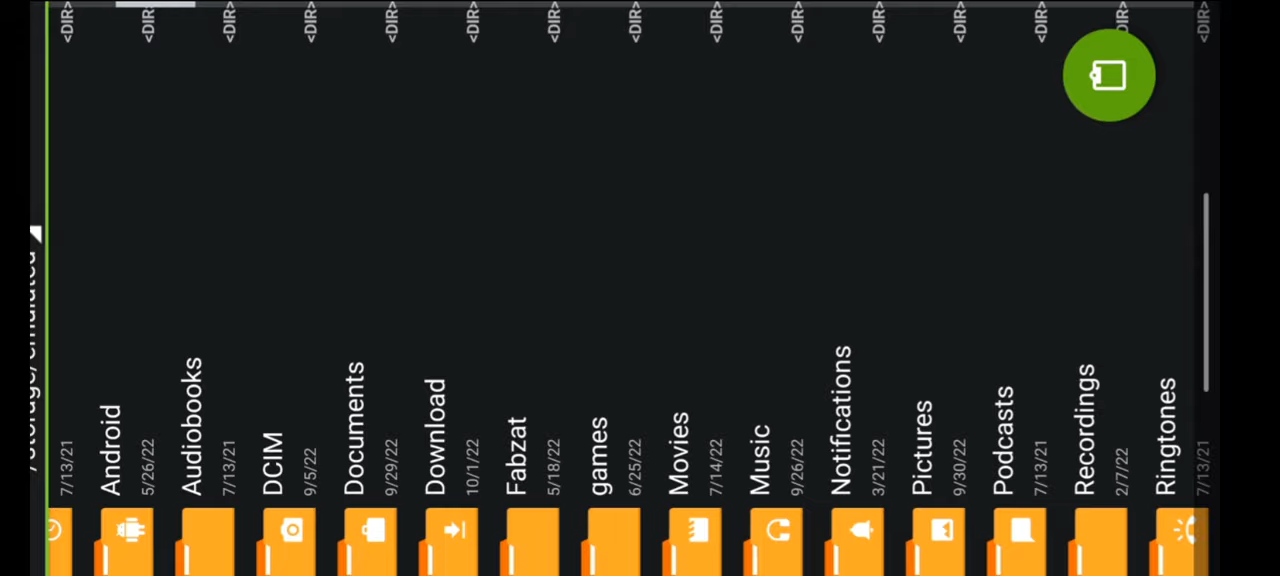 /storage/emulated
7/13/21 <DIR>
Android
5/26/22 <DIR>
Audiobooks
7/13/21 <DIR>
DCIM
9/5/22 <DIR>
Documents
9/29/22 <DIR>
Download
10/1/22 <DIR>
Fabzat
5/18/22 <DIR>
games
6/25/22 <DIR>
Movies
7/14/22 <DIR>
Music
9/26/22 <DIR>
Notifications
3/21/22 <DIR>
Pictures
9/30/22 <DIR>
Podcasts
7/13/21 <DIR>
Recordings
2/7/22 <DIR>
Ringtones
7/13/21 <DIR>